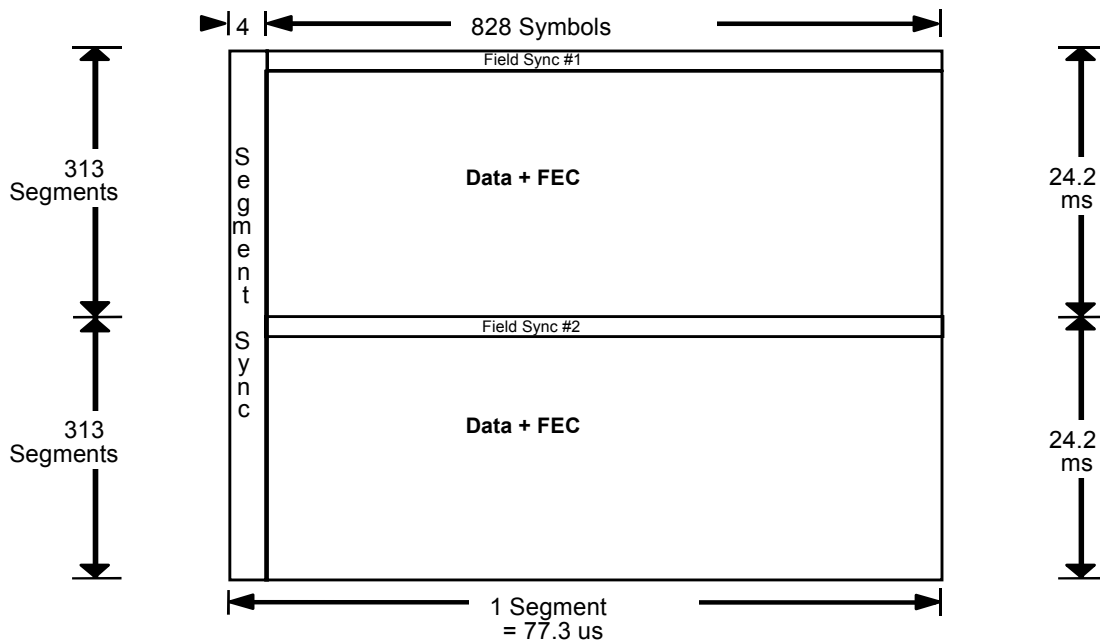 4
828 Symbols
Field Sync #1
313
Segments
Segment Sync
Data + FEC
24.2
ms
Field Sync #2
313
Segments
Data + FEC
24.2
ms
1 Segment
= 77.3 us